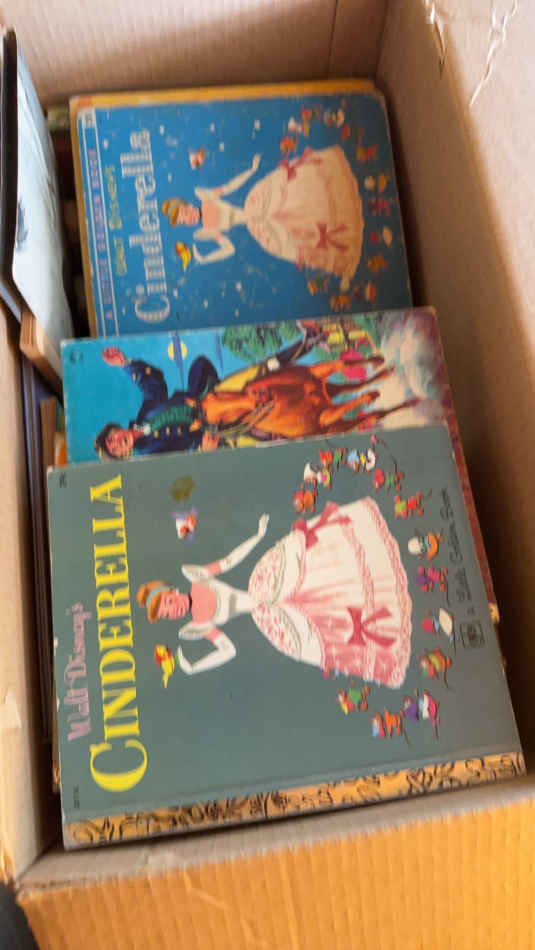 A LITTLE GOLDEN BOOK
WALT DISNEY'S
Cinderella
Walt Disney's
CINDERELLA
a Little Golden Book